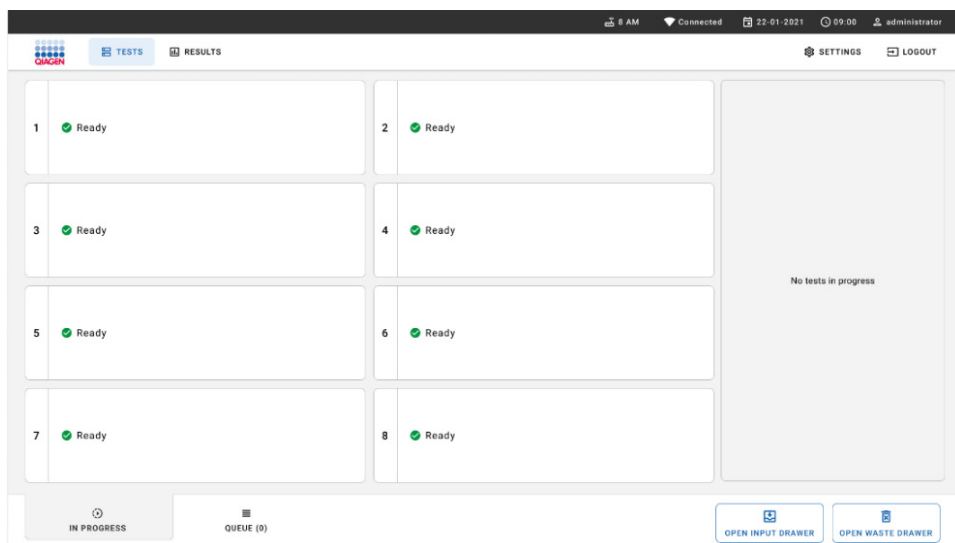 8 AM Connected 22-01-2021 09:00 administrator
QIAGEN TESTS RESULTS SETTINGS LOGOUT
1 Ready 2 Ready
3 Ready 4 Ready
No tests in progress
5 Ready 6 Ready
7 Ready 8 Ready
IN PROGRESS QUEUE (0) OPEN INPUT DRAWER OPEN WASTE DRAWER